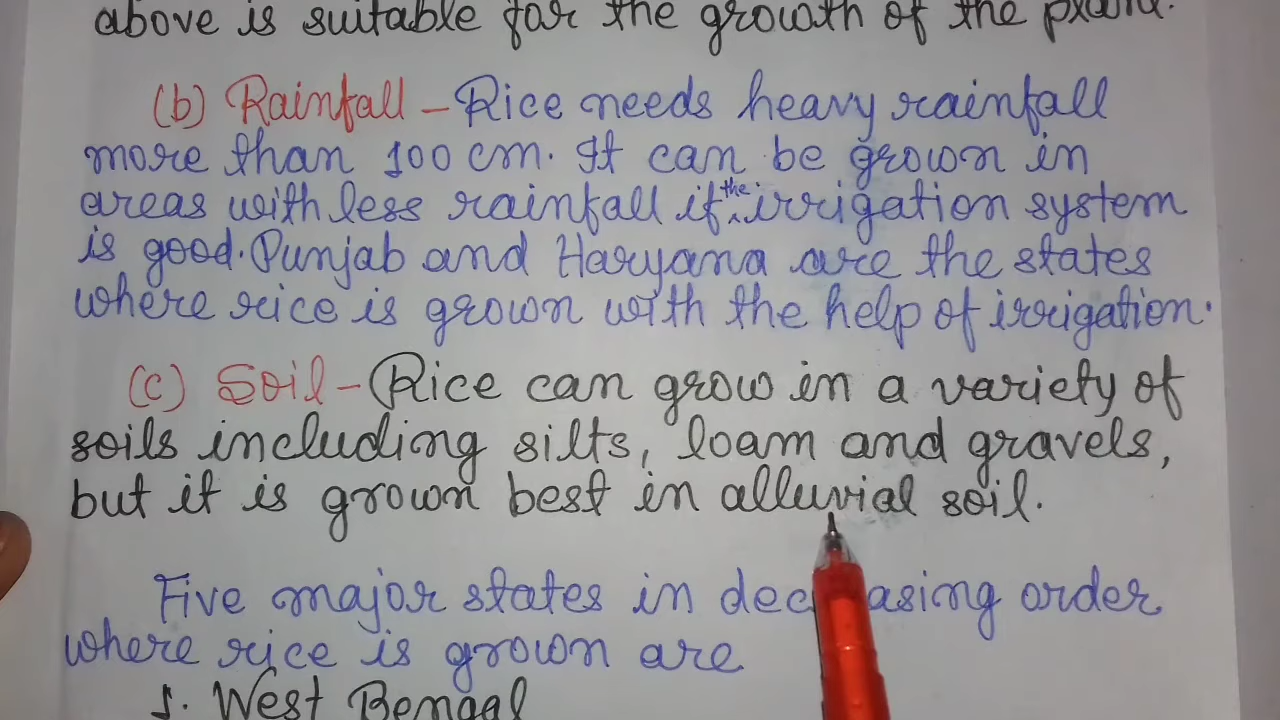 above is suitable for the growth of the plant.
(b) Rainfall - Rice needs heavy rainfall
more than 100 cm. It can be grown in
areas with less rainfall if the irrigation system
is good. Punjab and Haryana are the states
where rice is grown with the help of irrigation.
(c) Soil - Rice can grow in a variety of
soils including silts, loam and gravels,
but it is grown best in alluvial soil.
Five major states in decreasing order
where rice is grown are
1. West Bengal